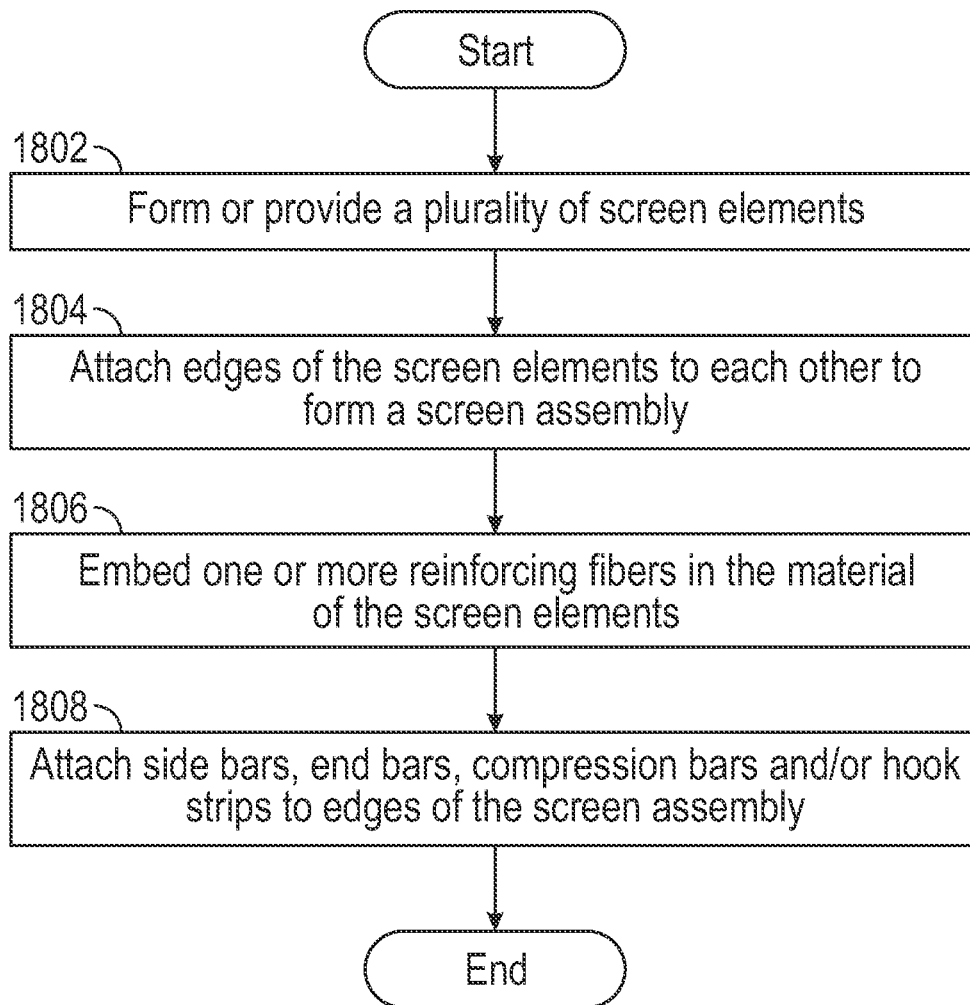 Start
1802
Form or provide a plurality of screen elements
1804
Attach edges of the screen elements to each other to
form a screen assembly
1806
Embed one or more reinforcing fibers in the material
of the screen elements
1808
Attach side bars, end bars, compression bars and/or hook
strips to edges of the screen assembly
End